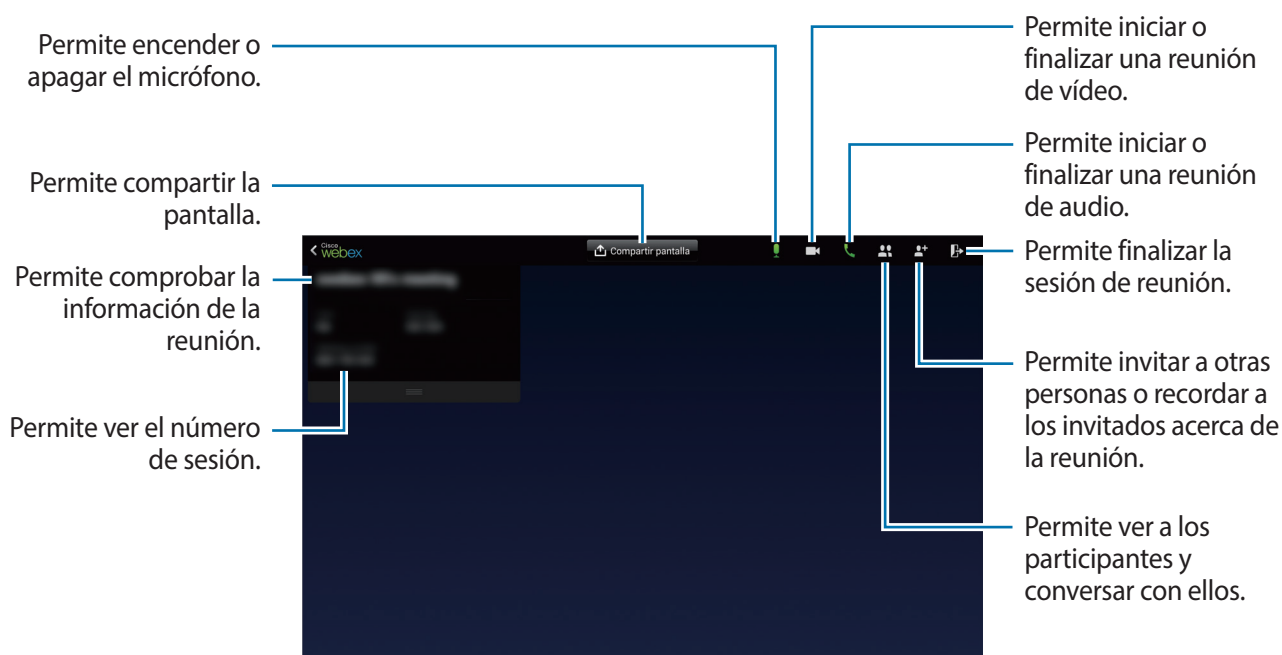 Permite encender o
apagar el micrófono.
Permite compartir la
pantalla.
Permite comprobar la
información de la
reunión.
Permite ver el número
de sesión.
Cisco
webex
Compartir pantalla
Permite iniciar o
finalizar una reunión
de vídeo.
Permite iniciar o
finalizar una reunión
de audio.
Permite finalizar la
sesión de reunión.
Permite invitar a otras
personas o recordar a
los invitados acerca de
la reunión.
Permite ver a los
participantes y
conversar con ellos.